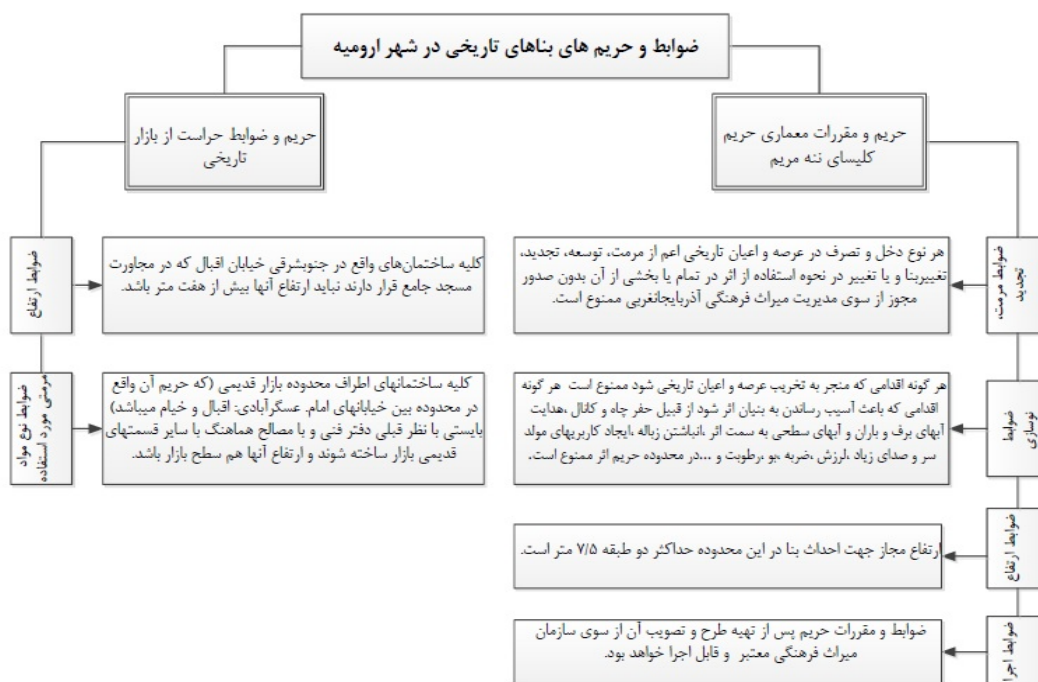 ضوابط و حریم های بناهای تاریخی در شهر ارومیه
حریم و مقررات معماری حریم
کلیسای ننه مریم
ضوابط مرمت،
تجدید
هر نوع دخل و تصرف در عرصه و اعیان تاریخی اعم از مرمت، توسعه، تجدید،
تغییربنا و یا تغییر در نحوه استفاده از اثر در تمام یا بخشی از آن بدون صدور
مجوز از سوی مدیریت میراث فرهنگی آذربایجانغربی ممنوع است.
ضوابط
نوسازی
هر گونه اقدامی که منجر به تخریب عرصه و اعیان تاریخی شود ممنوع است هر گونه
اقدامی که باعث آسیب رساندن به بنیان اثر شود از قبیل حفر چاه و کانال ،هدایت
آبهای برف و باران و آبهای سطحی به سمت اثر ،انباشتن زباله ،ایجاد کاربریهای مولد
سر و صدای زیاد ،لرزش ،ضربه ،بو ،رطوبت و ...در محدوده حریم اثر ممنوع است.
ضوابط ارتفاع
ارتفاع مجاز جهت احداث بنا در این محدوده حداکثر دو طبقه ۷/۵ متر است.
ضوابط اجرا
ضوابط و مقررات حریم پس از تهیه طرح و تصویب آن از سوی سازمان
میراث فرهنگی معتبر و قابل اجرا خواهد بود.
حریم و ضوابط حراست از بازار
تاریخی
ضوابط ارتفاع
کلیه ساختمان‌های واقع در جنوبشرقی خیابان اقبال که در مجاورت
مسجد جامع قرار دارند نباید ارتفاع آنها بیش از هفت متر باشد.
ضوابط نوع مواد
مرمتی مورد استفاده
کلیه ساختمانهای اطراف محدوده بازار قدیمی (که حریم آن واقع
در محدوده بین خیابانهای امام. عسگرآبادی: اقبال و خیام میباشد)
بایستی با نظر قبلی دفتر فنی و با مصالح هماهنگ با سایر قسمتهای
قدیمی بازار ساخته شوند و ارتفاع آنها هم سطح بازار باشد.